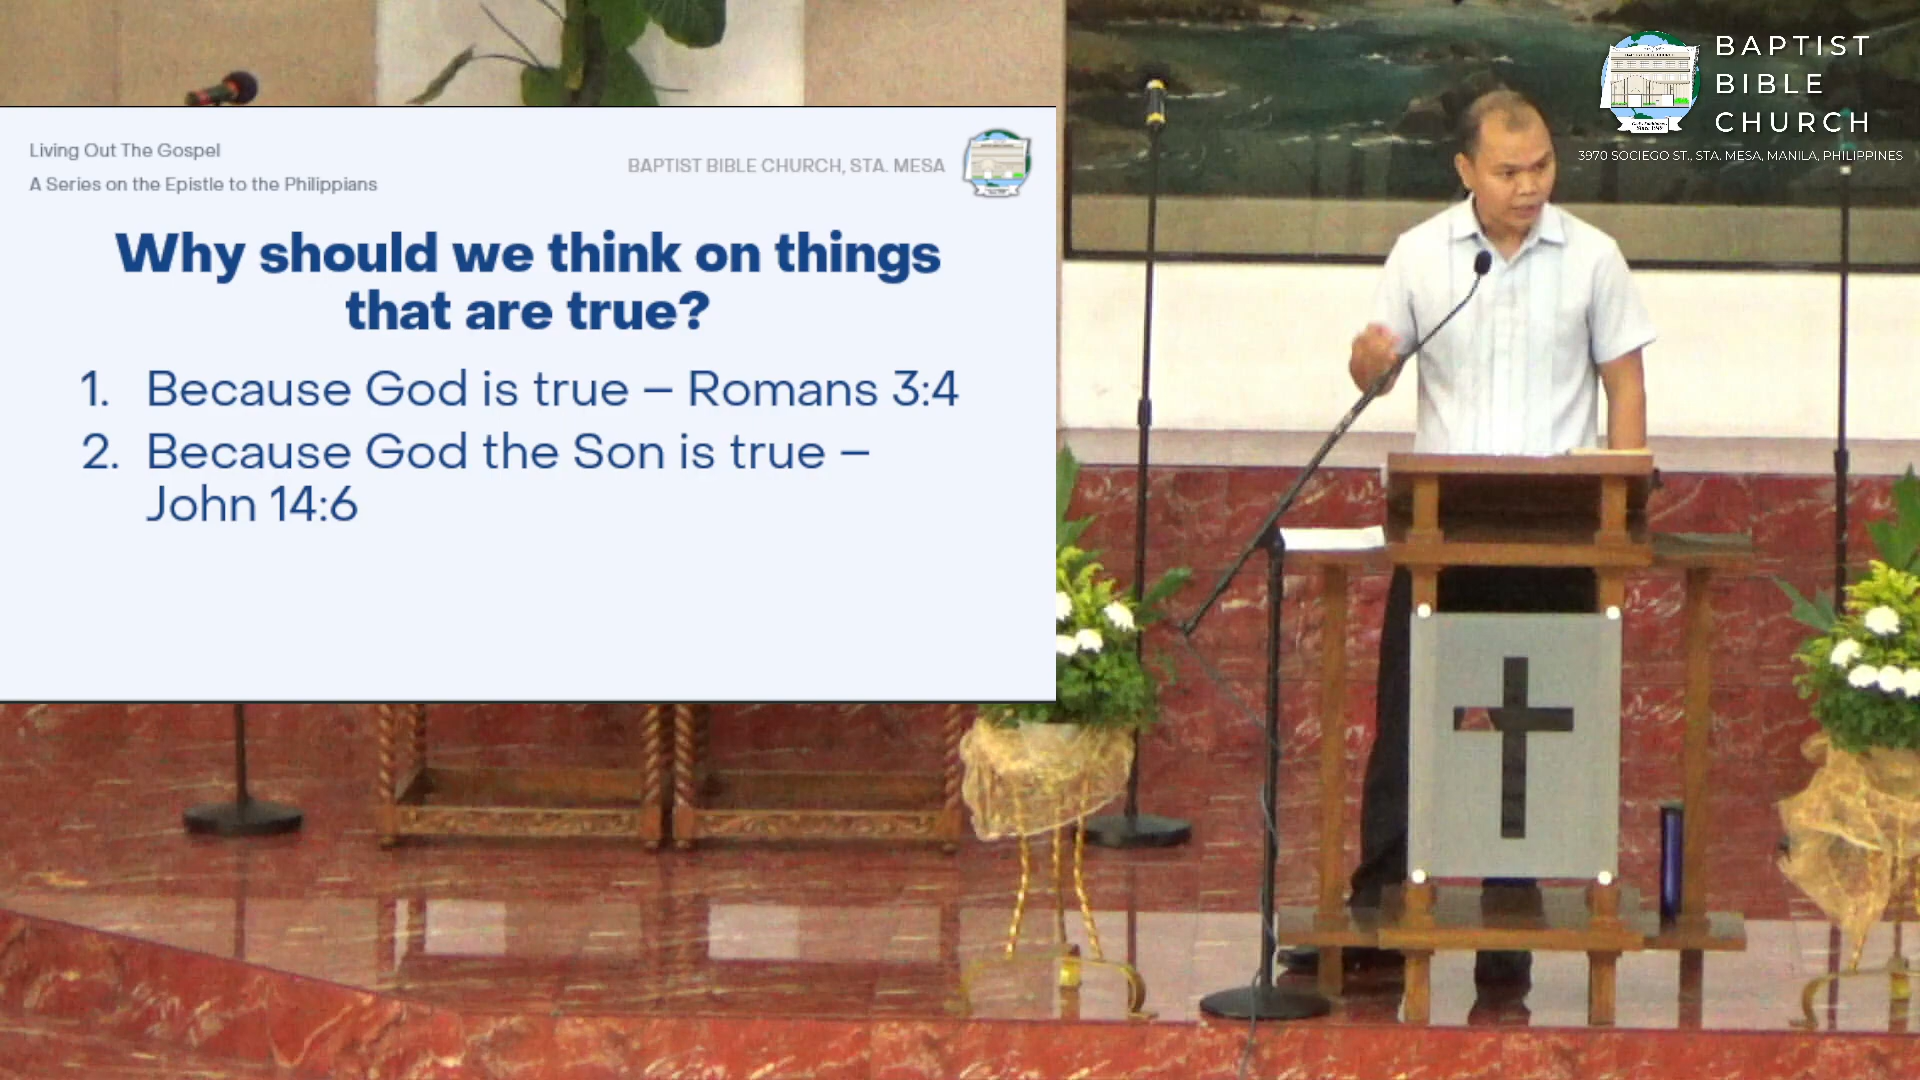 Living Out The Gospel
A Series on the Epistle to the Philippians
BAPTIST BIBLE CHURCH, STA. MESA
Why should we think on things
that are true?
1. Because God is true – Romans 3:4
2. Because God the Son is true –
John 14:6
BAPTIST
BIBLE
CHURCH
3970 SOCIEGO ST., STA. MESA, MANILA, PHILIPPINES